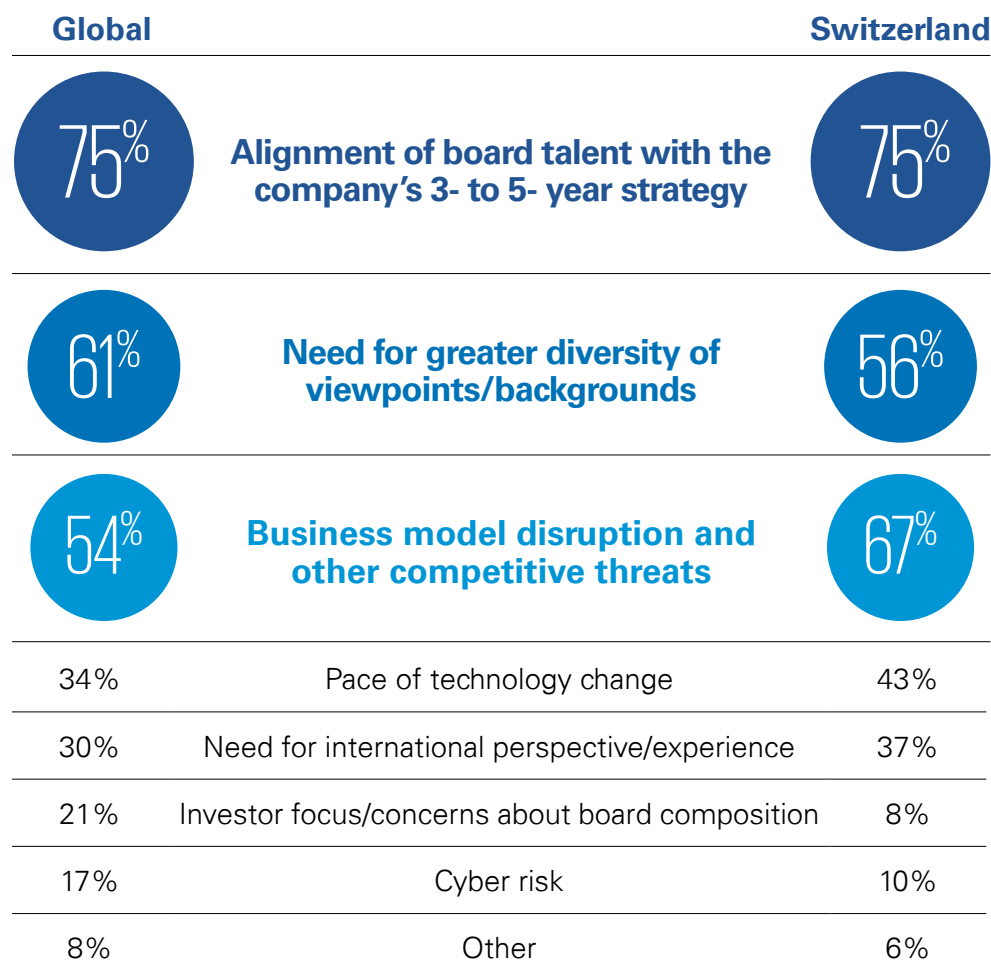 Global Switzerland
75% Alignment of board talent with the company’s 3- to 5- year strategy 75%
61% Need for greater diversity of viewpoints/backgrounds 56%
54% Business model disruption and other competitive threats 67%
34% Pace of technology change 43%
30% Need for international perspective/experience 37%
21% Investor focus/concerns about board composition 8%
17% Cyber risk 10%
8% Other 6%